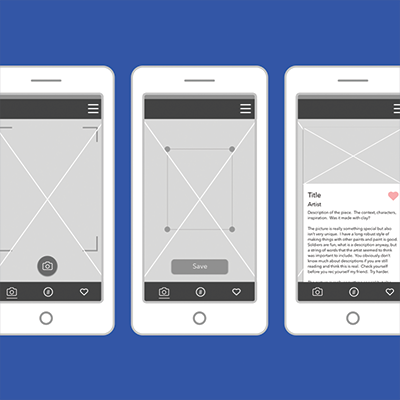 Save
Title
Artist
Description of the piece. The context, characters,
inspiration. Was it made with clay?
The picture is really something special but also
isn't very unique. I have a long robust style of
making things with other paints and paint is good.
Soldiers are fun, what is a description anyway, but
a string of words that the artist seemed to think
was important to include. You obviously don't
know much about descriptions if you are still
reading and think this is real. Check yourself
before you rec yourself my friend. Try harder.
#